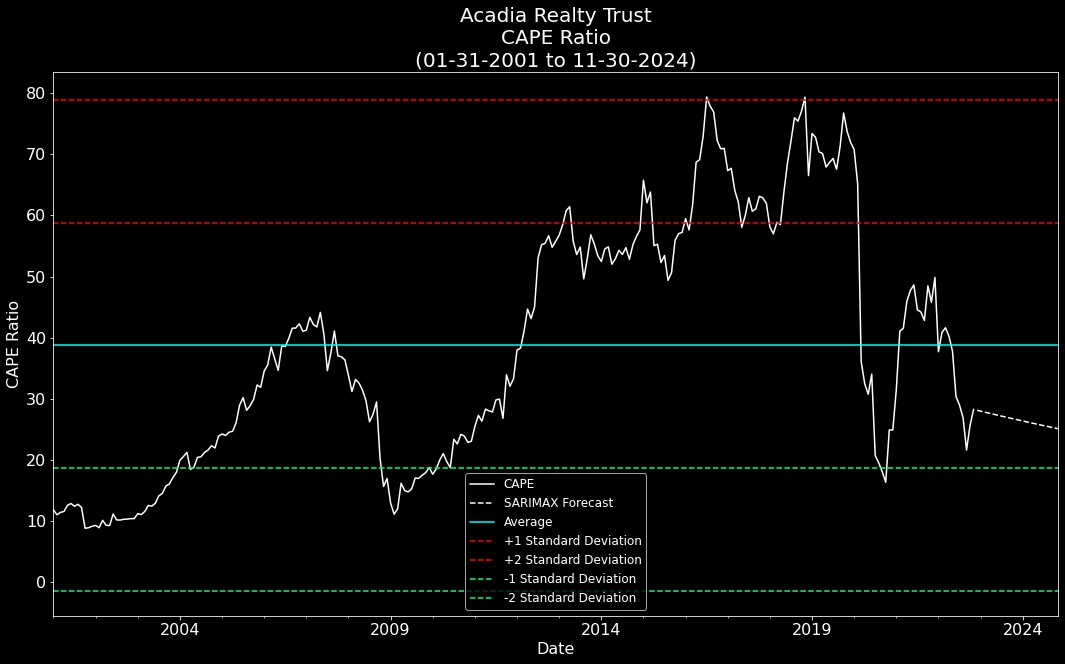 Acadia Realty Trust
CAPE Ratio
(01-31-2001 to 11-30-2024)
CAPE Ratio
80
70
60
50
40
30
20
10
0
CAPE
SARIMAX Forecast
Average
+1 Standard Deviation
+2 Standard Deviation
-1 Standard Deviation
-2 Standard Deviation
2004 2009 2014 2019 2024
Date